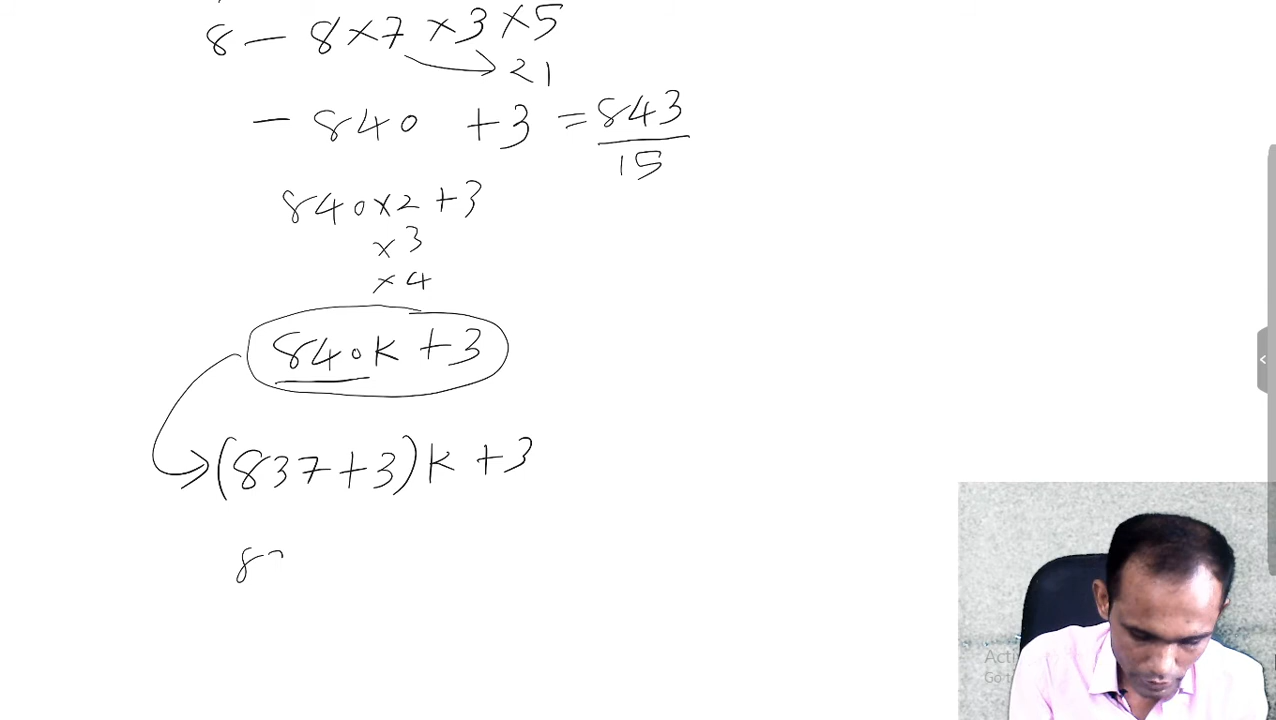 8 - 8×7 ×3 ×5
21
- 840 +3 = 843/15
840×2 +3
×3
×4
840K +3
(837+3)K +3
8